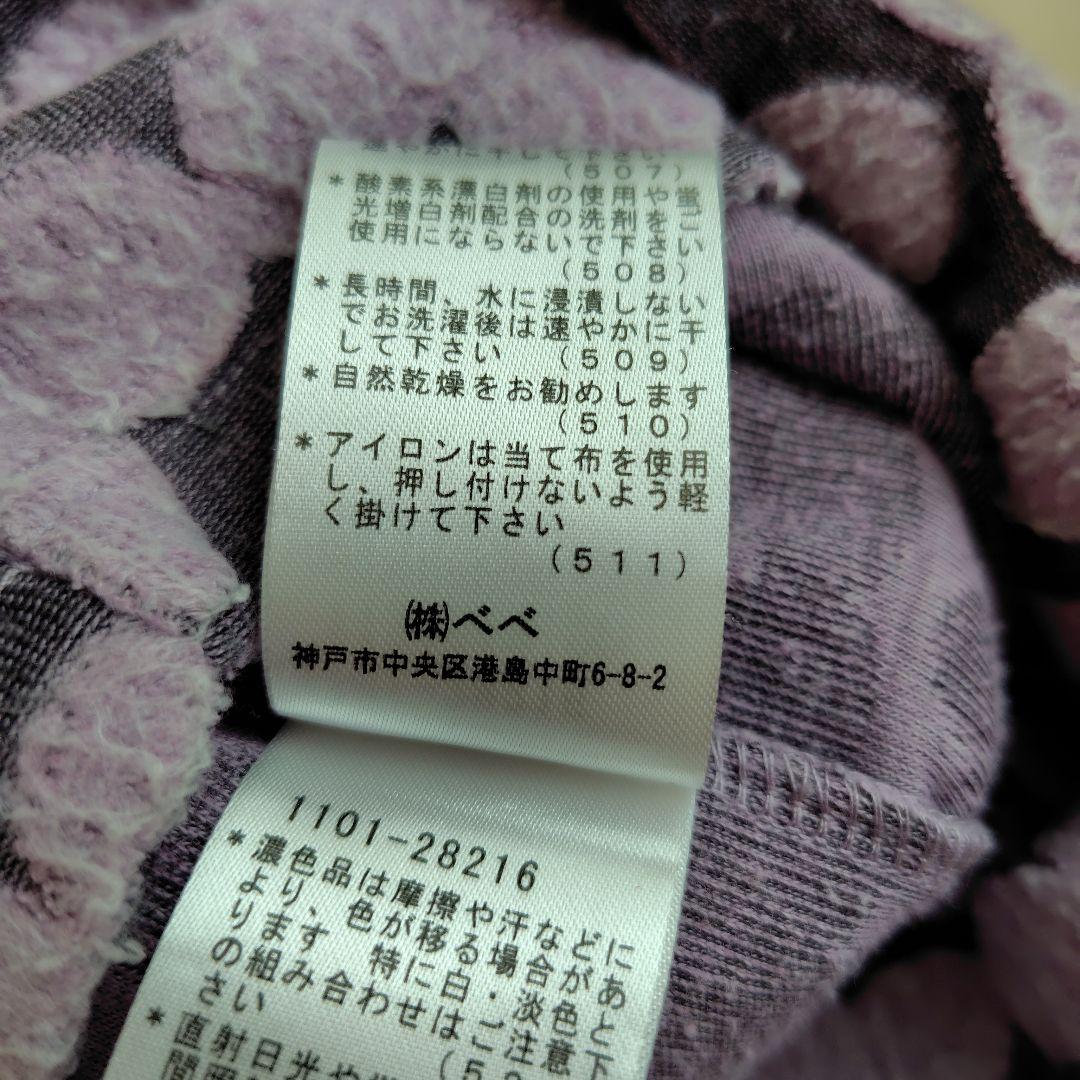 (507)
*酸素系漂白剤の使用や蛍
光増白剤配合の洗剤をご
使用にならないで下さい
(508)
*長時間、水に浸漬しない
でお洗濯後は速やかに干
して下さい (509)
*自然乾燥をお勧めします
(510)
*アイロンは当て布を使用
し、押し付けないよう軽
く掛けて下さい
(511)
㈱べべ
神戸市中央区港島中町6-8-2
1101-28216
*濃色品は摩擦や汗などに
より、色が移る場合があ
ります 特に白・淡色と
の組み合わせはご注意下
さい
*直射日光や